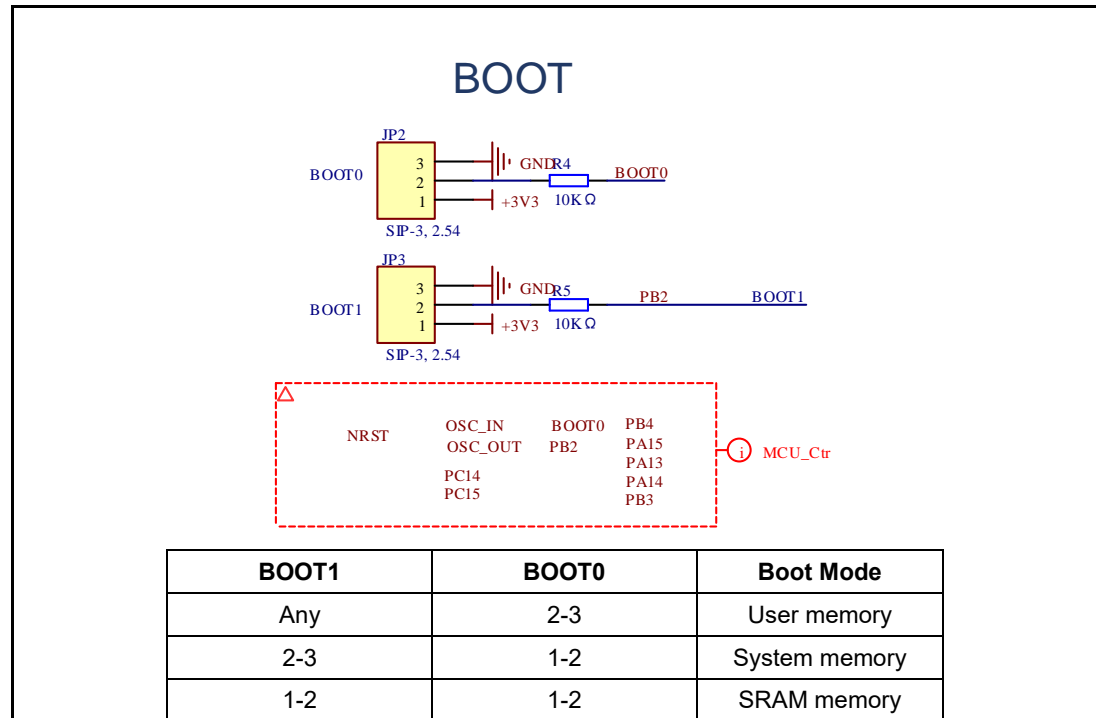 BOOT
JP2
BOOT0
3
2
1
GND
R4
BOOT0
+3V3
10KΩ
SIP-3, 2.54
JP3
BOOT1
3
2
1
GND
R5
PB2
BOOT1
+3V3
10KΩ
SIP-3, 2.54
NRST
OSC_IN
BOOT0
PB4
OSC_OUT
PB2
PA15
PA13
PC14
PA14
PC15
PB3
i
MCU_Ctr
BOOT1 BOOT0 Boot Mode
Any 2-3 User memory
2-3 1-2 System memory
1-2 1-2 SRAM memory